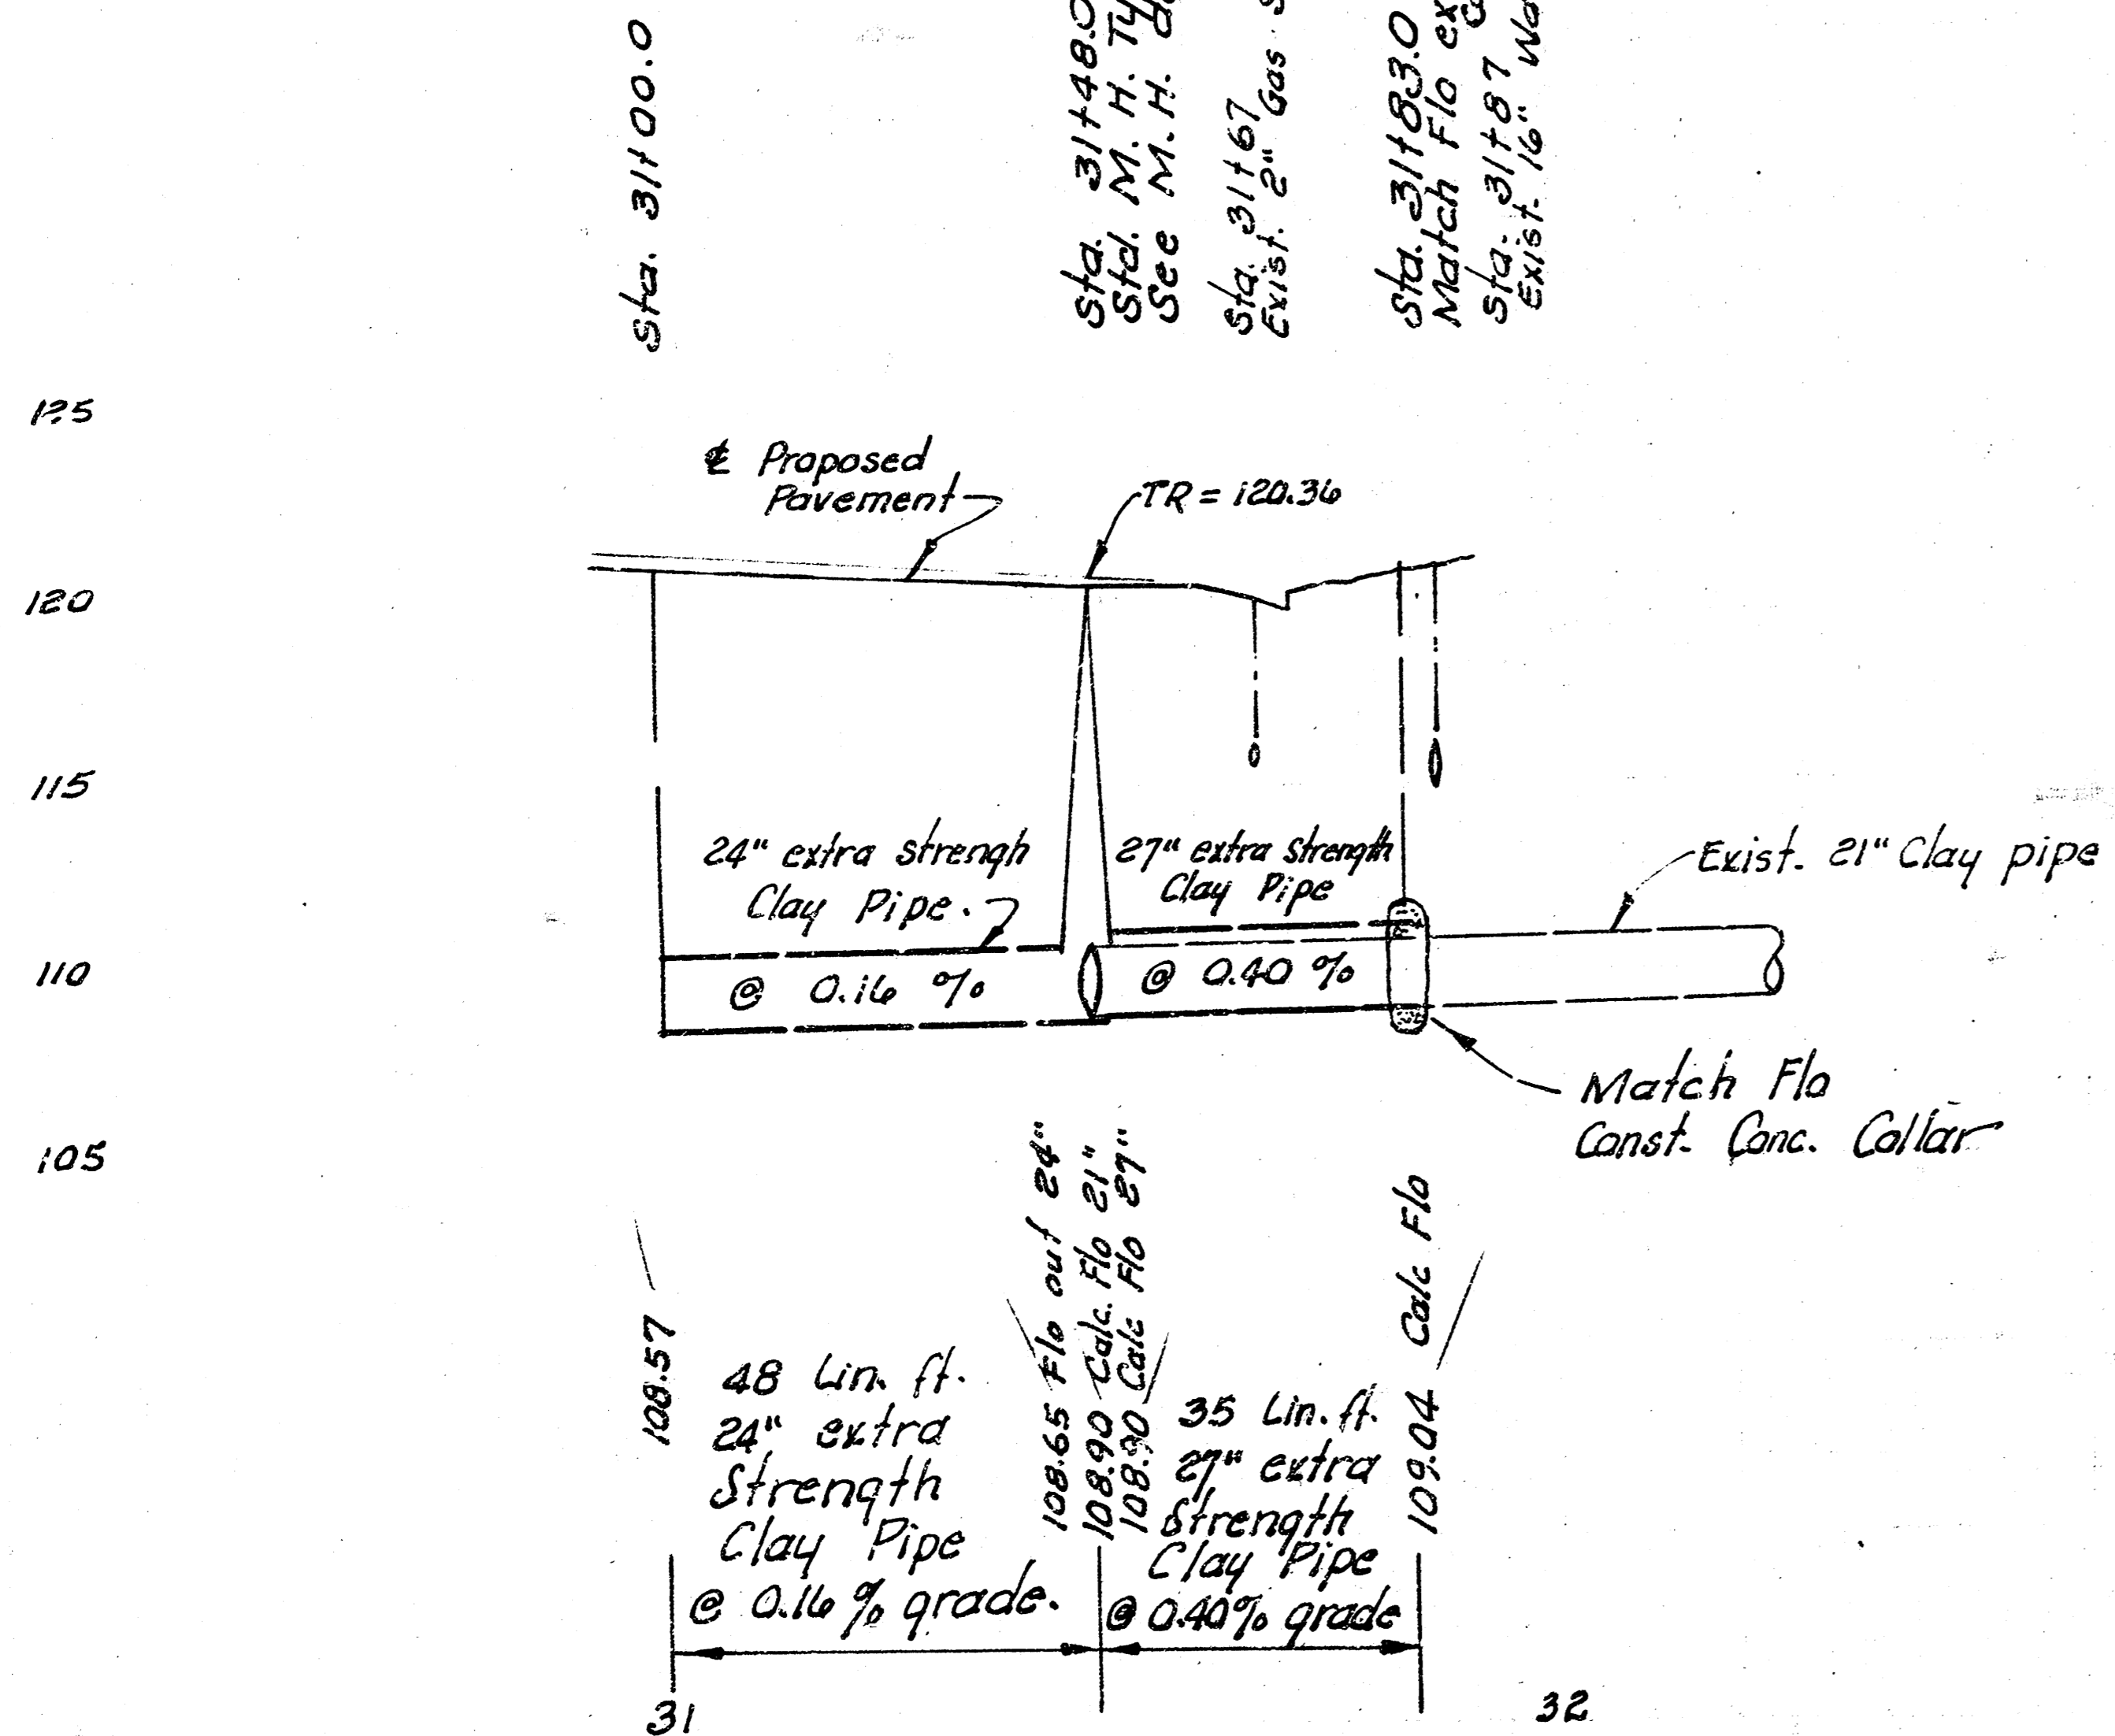 Sta. 31+00.0
Sta. 31+48.0
Std. M. H. Ty
See M. H. de
Sta. 31+67
Exist. 2" Gas
Sta. 31+83.0
Match Flo ex
Sta. 31+87
Exist. 16" Wa
125
120
115
110
105
℄ Proposed
Pavement
TR = 120.36
24" extra strengh
Clay Pipe.
@ 0.16 %
27" extra strength
Clay Pipe
@ 0.40 %
Exist. 21" Clay pipe
Match Flo
Const. Conc. Collar
108.57
108.65 Flo out 24"
108.90 Calc. Flo 21"
108.90 Calc Flo 27"
109.04 Calc Flo
48 Lin. ft.
24" extra
Strength
Clay Pipe
@ 0.16 % grade.
35 Lin. ft.
27" extra
Strength
Clay Pipe
@ 0.40% grade
31
32